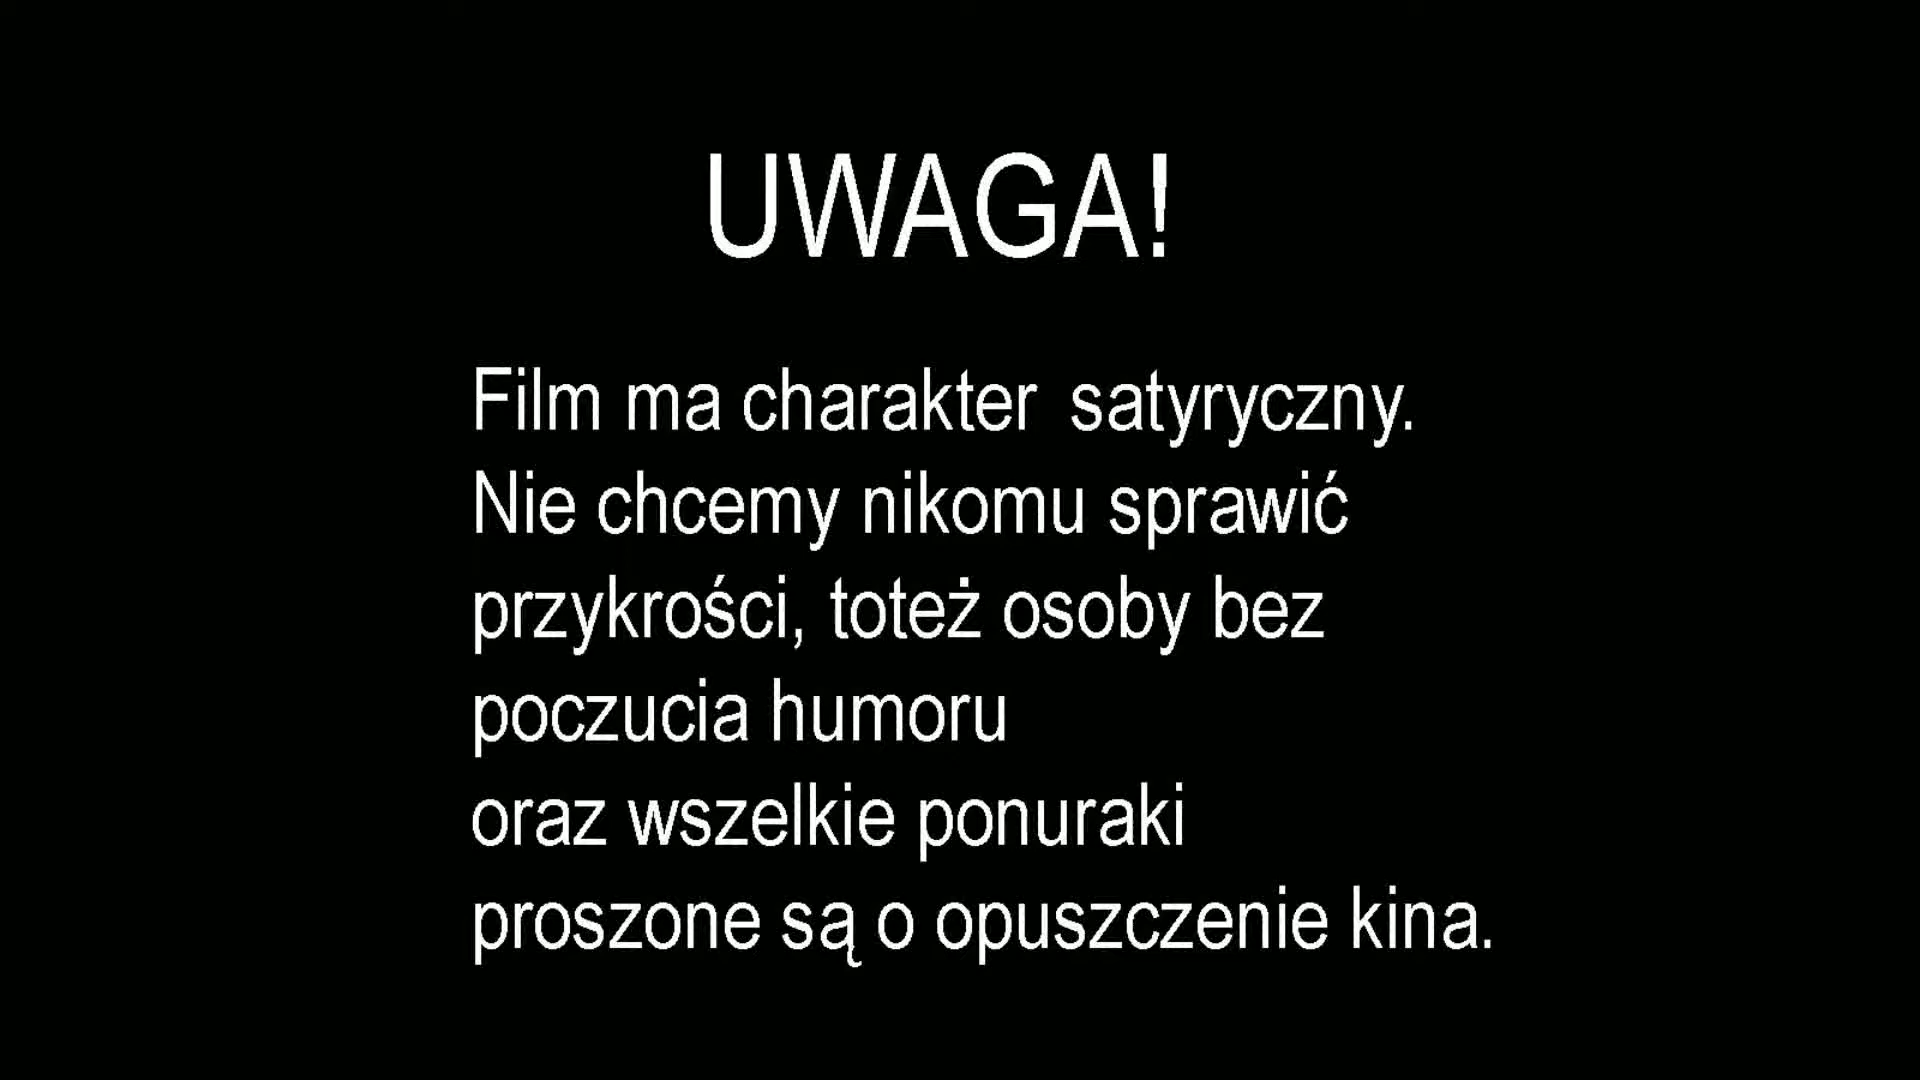 UWAGA!
Film ma charakter satyryczny.
Nie chcemy nikomu sprawić
przykrości, toteż osoby bez
poczucia humoru
oraz wszelkie ponuraki
proszone są o opuszczenie kina.